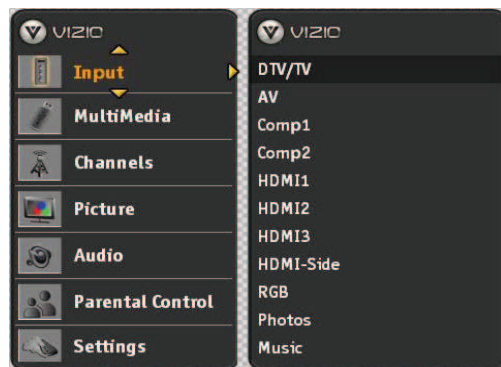 VIZIO
Input
MultiMedia
Channels
Picture
Audio
Parental Control
Settings
VIZIO
DTV/TV
AV
Comp1
Comp2
HDMI1
HDMI2
HDMI3
HDMI-Side
RGB
Photos
Music